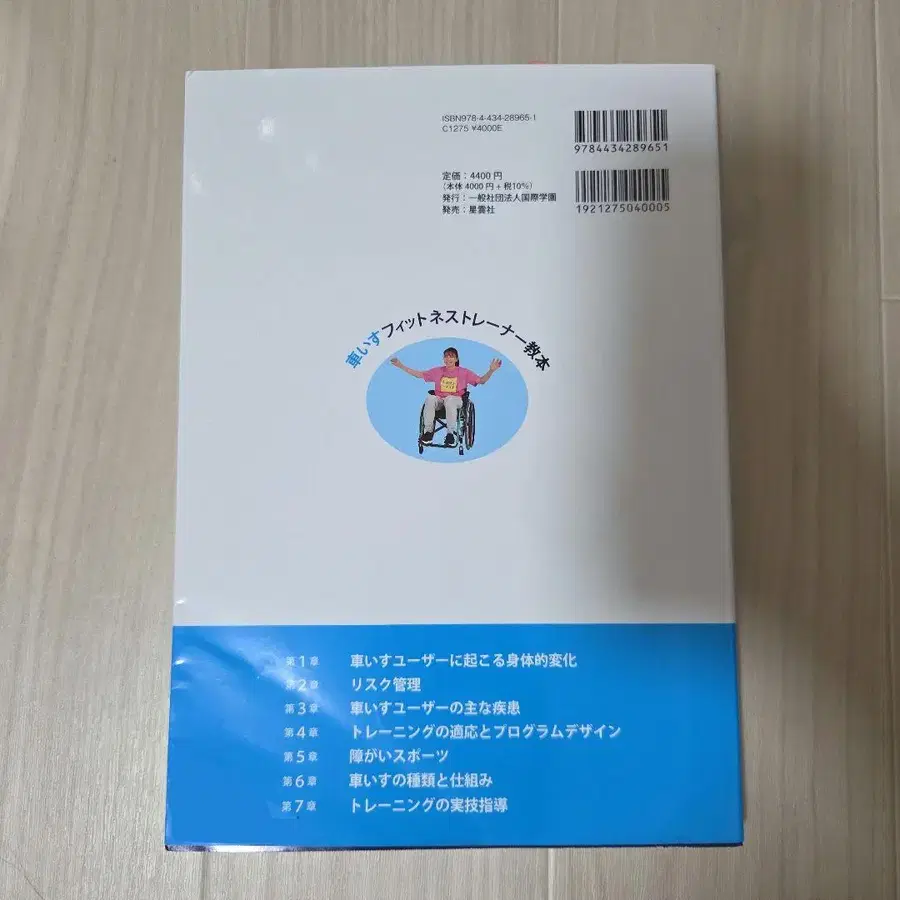 ISBN978-4-434-28965-1
C1275 ¥4000E
9784434289651
定価：4400円
（本体 4000円+税10%）
発行：一般社団法人国際学園
発売：星雲社
1921275040005
車いすフィットネストレーナー教本
第1章 車いすユーザーに起こる身体的変化
第2章 リスク管理
第3章 車いすユーザーの主な疾患
第4章 トレーニングの適応とプログラムデザイン
第5章 障がいスポーツ
第6章 車いすの種類と仕組み
第7章 トレーニングの実技指導